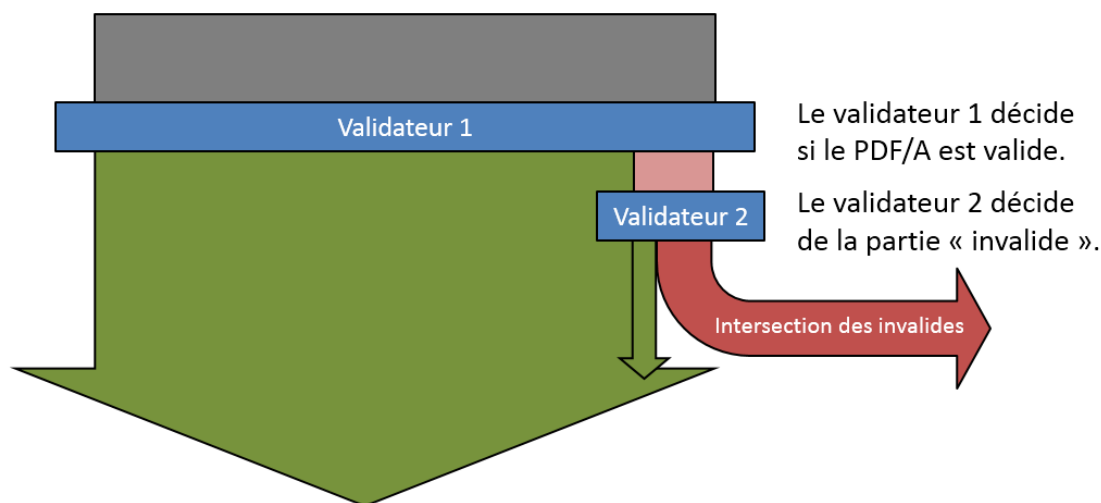 Validateur 1
Le validateur 1 décide
si le PDF/A est valide.
Validateur 2
Le validateur 2 décide
de la partie « invalide ».
Intersection des invalides